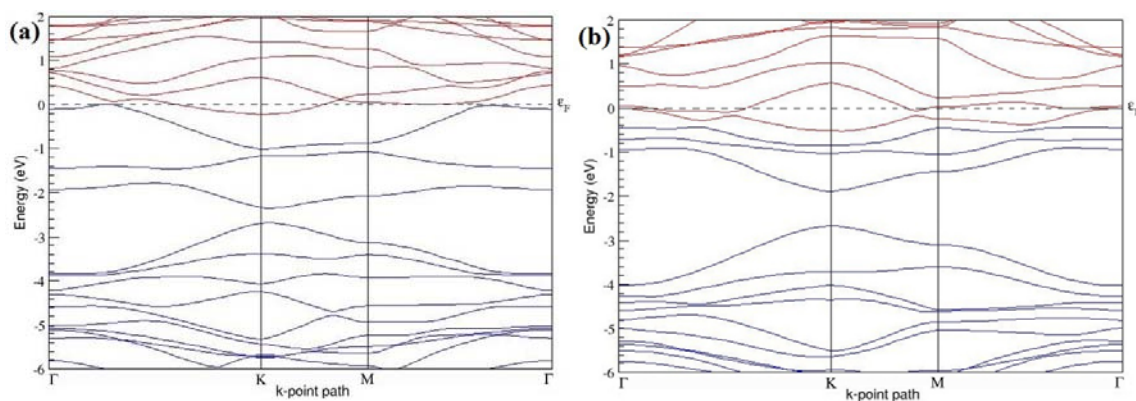 (a)
2
1
0
-1
-2
-3
-4
-5
-6
Energy (eV)
Γ
K
M
Γ
k-point path
ε_F
(b)
2
1
0
-1
-2
-3
-4
-5
-6
Energy (eV)
Γ
K
M
Γ
k-point path
ε